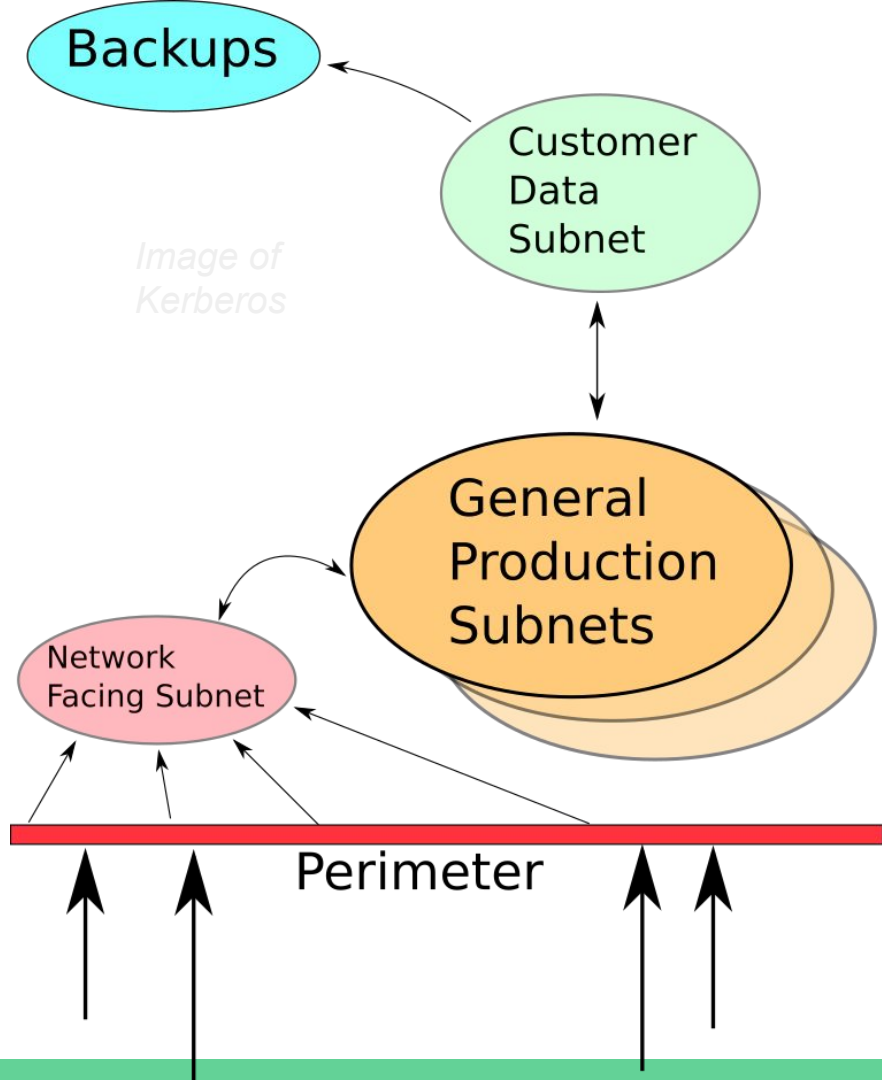 Backups
Customer
Data
Subnet
Image of
Kerberos
General
Production
Subnets
Network
Facing Subnet
Perimeter